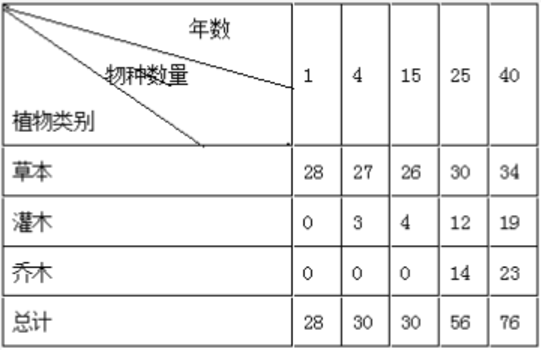 年数
物种数量
植物类别
1 4 15 25 40
草本 28 27 26 30 34
灌木 0 3 4 12 19
乔木 0 0 0 14 23
总计 28 30 30 56 76